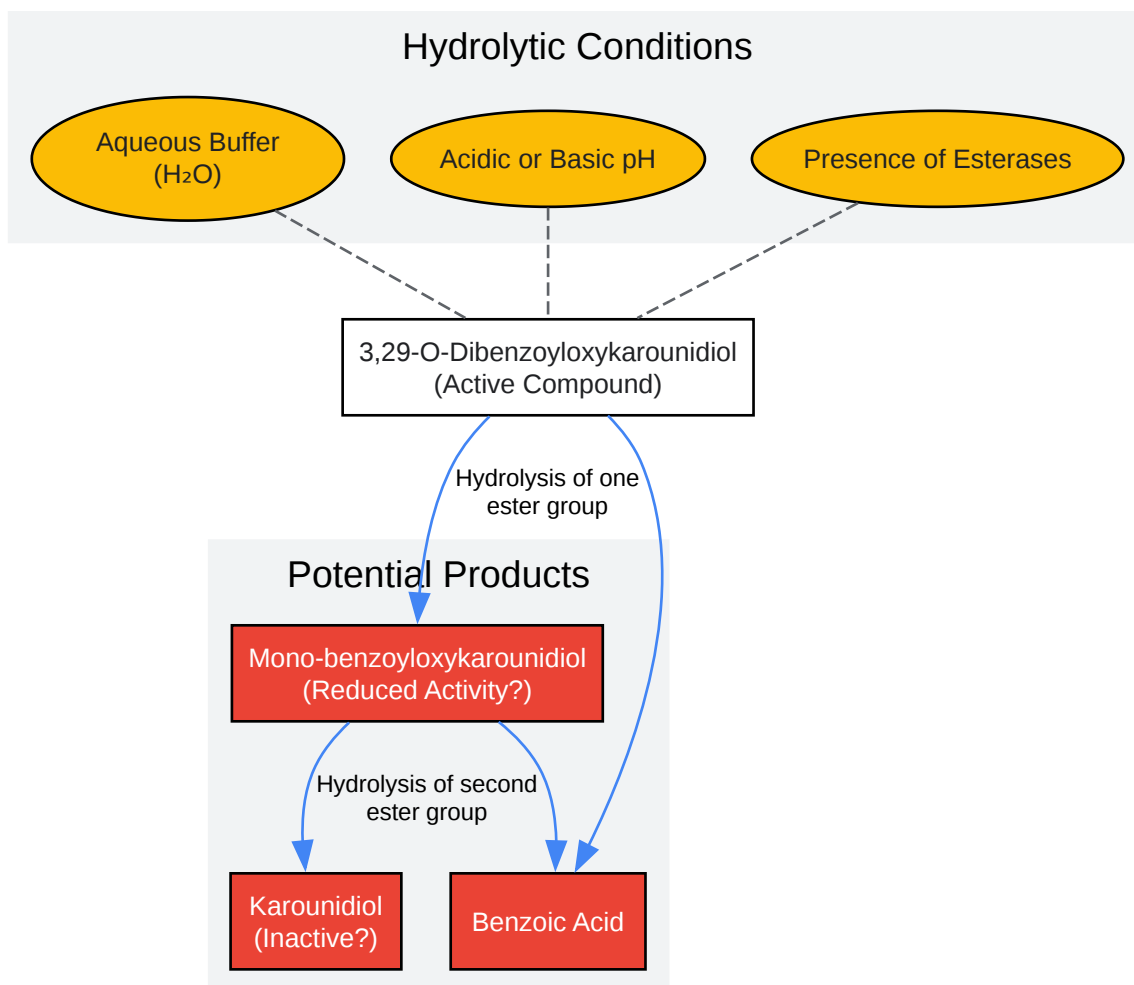 Hydrolytic Conditions
Aqueous Buffer
(H₂O)
Acidic or Basic pH
Presence of Esterases
3,29-O-Dibenzoyloxykarounidiol
(Active Compound)
Hydrolysis of one
ester group
Potential Products
Mono-benzoyloxykarounidiol
(Reduced Activity?)
Hydrolysis of second
ester group
Karounidiol
(Inactive?)
Benzoic Acid